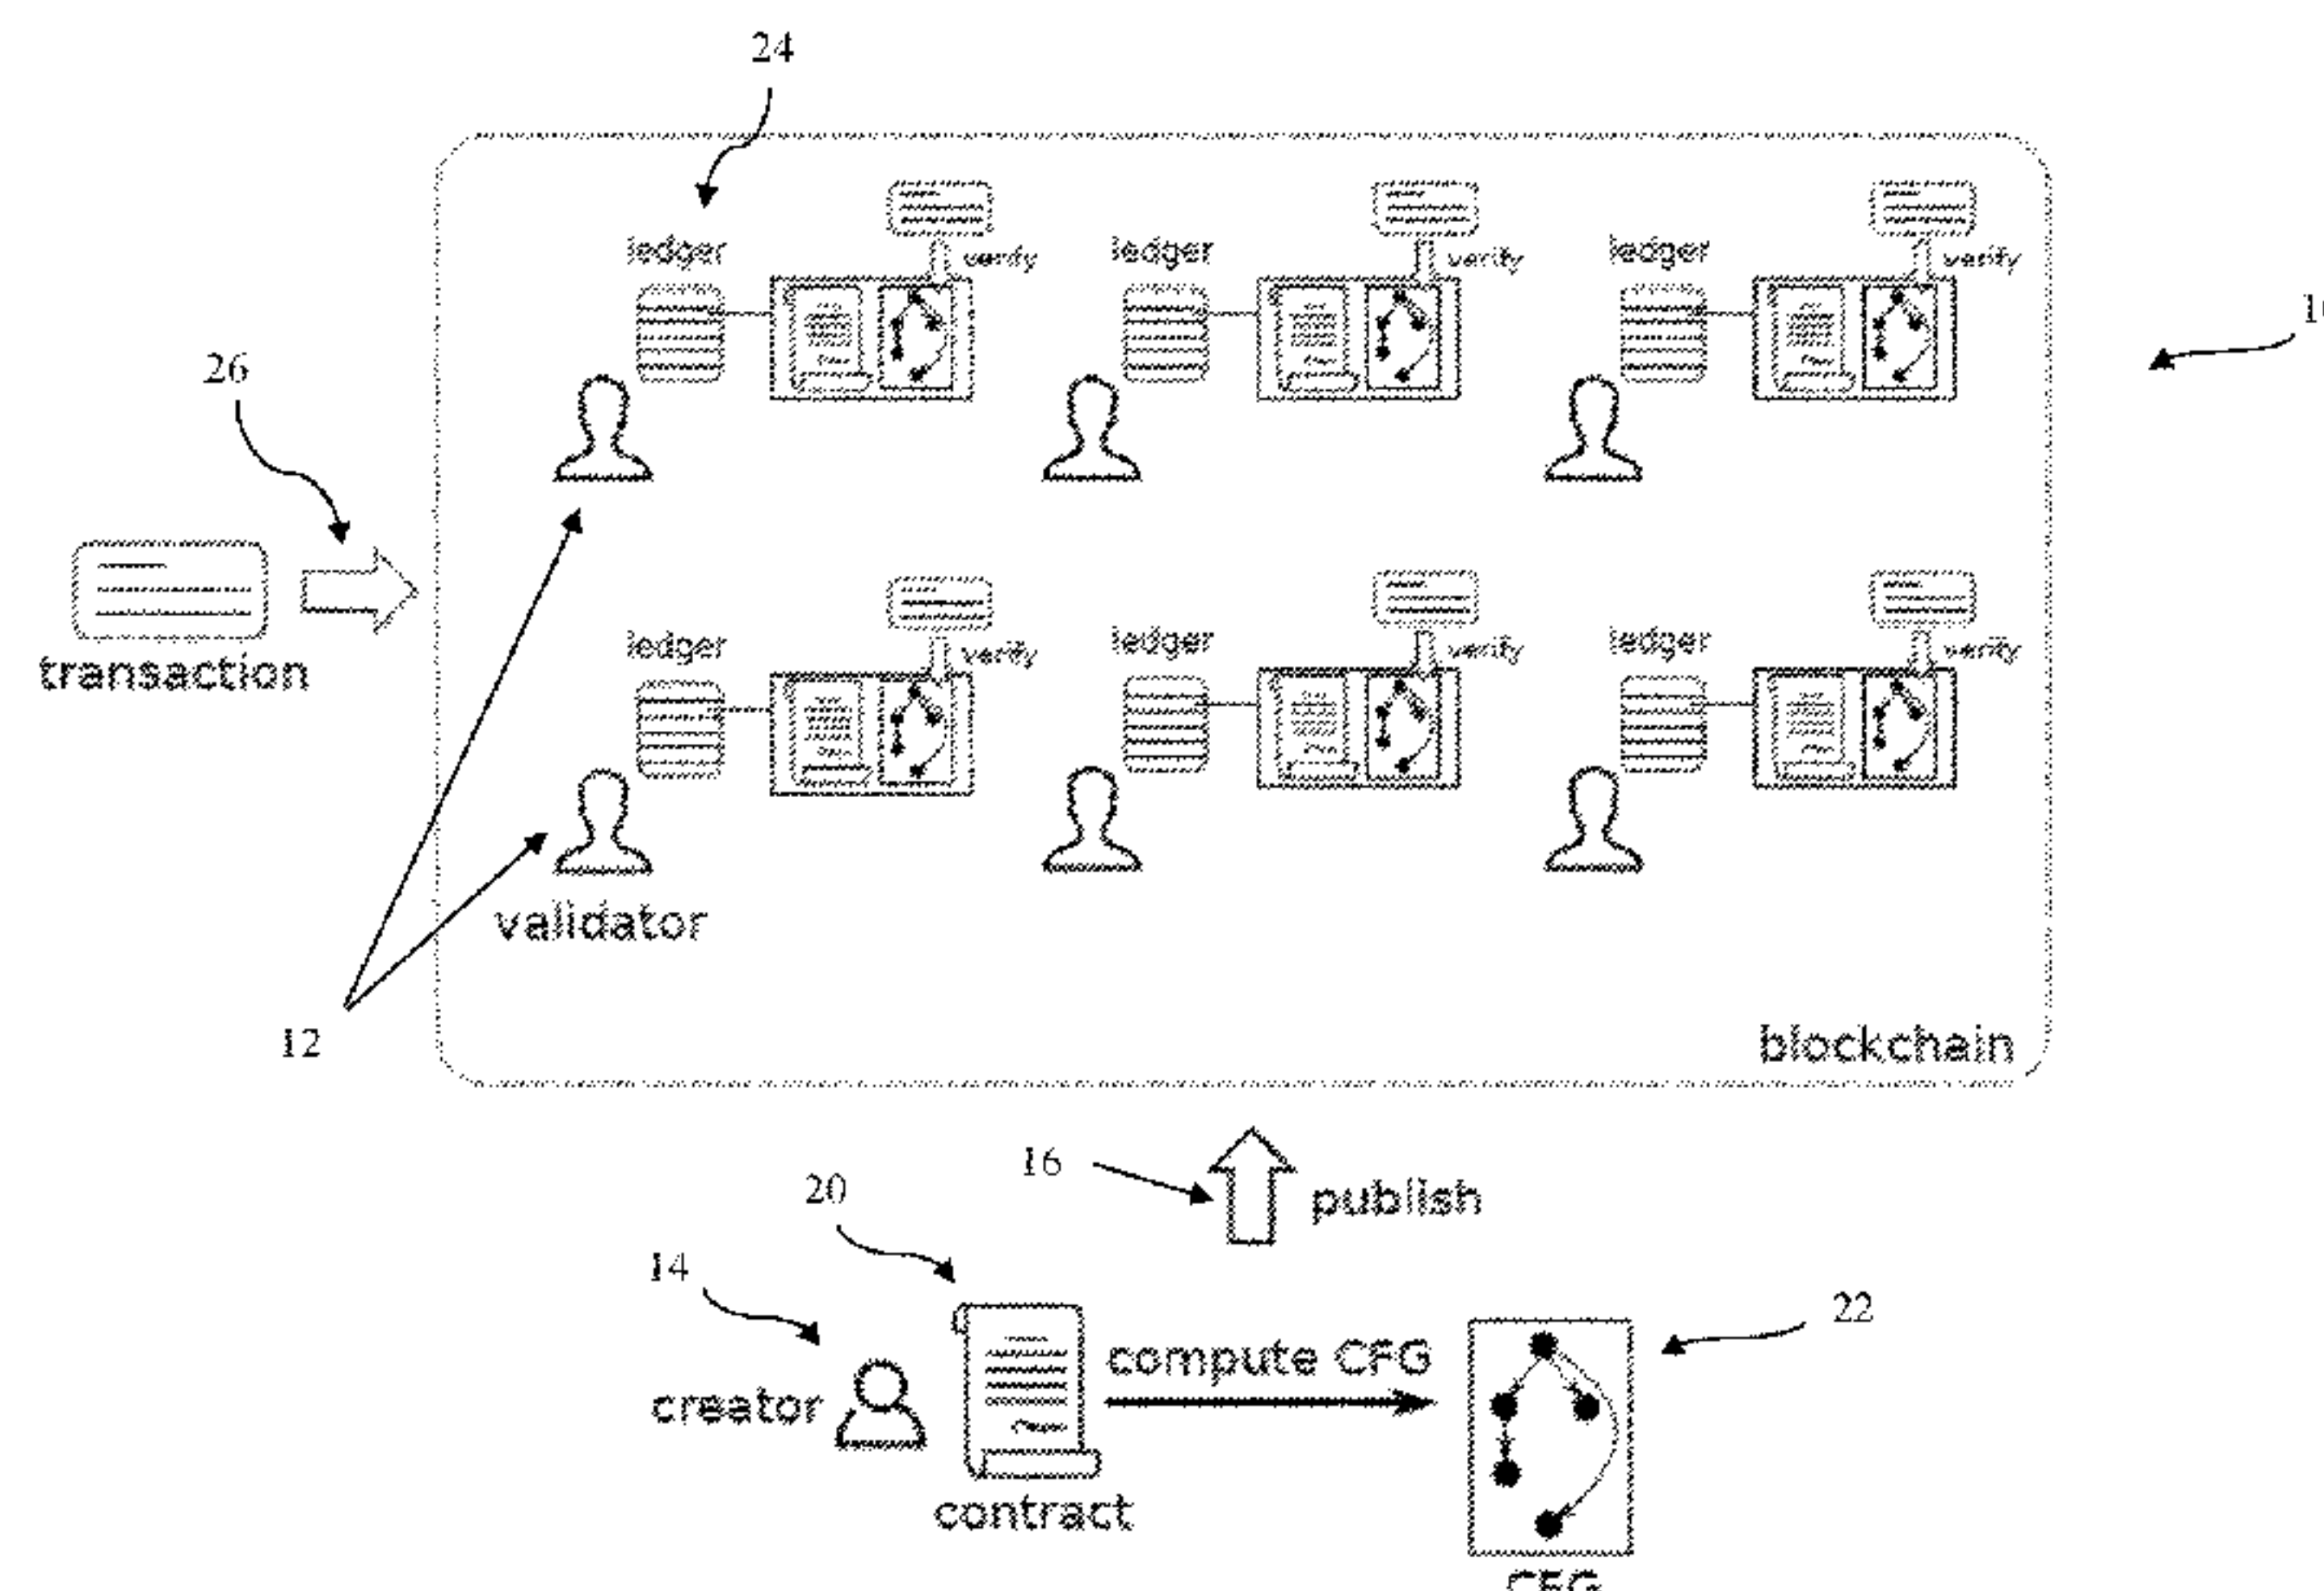 24
ledger
verify
ledger
verify
ledger
verify
26
ledger
verify
ledger
verify
ledger
verify
transaction
validator
12
blockchain
16
publish
20
14
22
compute CFG
creator
contract
CFG